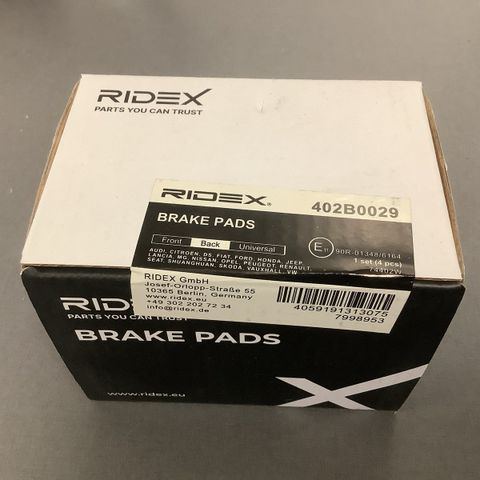 RIDEX
PARTS YOU CAN TRUST
RIDEX®
402B0029
BRAKE PADS
Front Back Universal
E11 90R-01348/6164
AUDI, CITROEN, DS, FIAT, FORD, HONDA, JEEP,
LANCIA, MG, NISSAN, OPEL, PEUGEOT, RENAULT,
SEAT, SHUANGHUAN, SKODA, VAUXHALL, VW
1 set (4 pcs)
74402W
RIDEX GmbH
Josef-Orlopp-Straße 55
10365 Berlin, Germany
www.ridex.eu
+49 302 202 72 34
info@ridex.de
4059191313075
7998953
RIDEX
PARTS YOU CAN TRUST
BRAKE PADS
www.ridex.eu